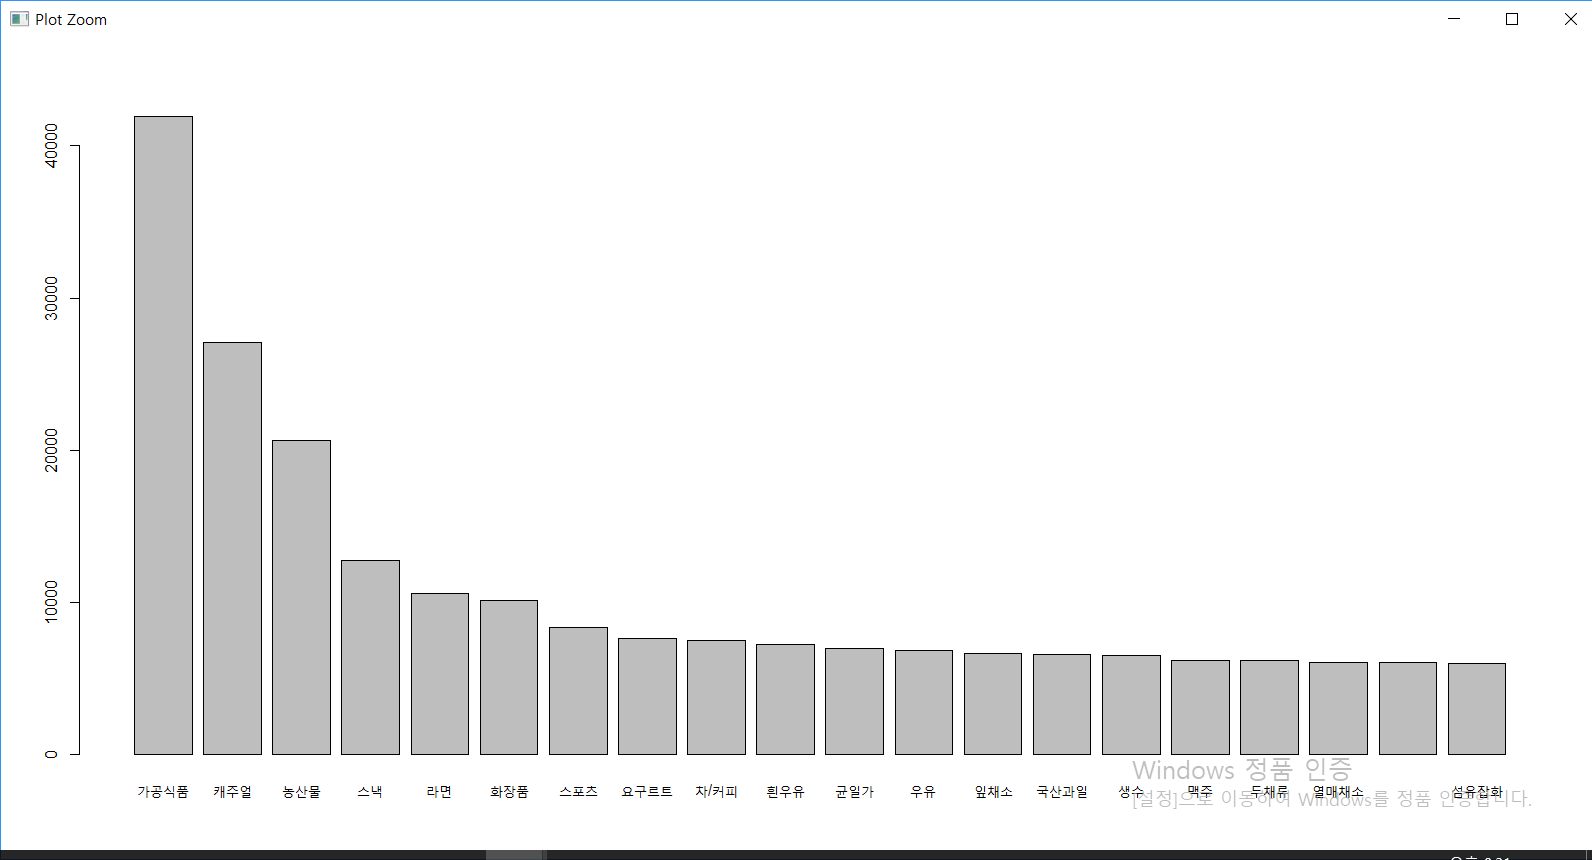 Plot Zoom
40000
30000
20000
10000
0
가공식품 캐주얼 농산물 스낵 라면 화장품 스포츠 요구르트 차/커피 흰우유 균일가 우유 잎채소 국산과일 생수 맥주 두채류 열매채소 섬유잡화
Windows 정품 인증
[설정]으로 이동하여 Windows를 정품 인증합니다.